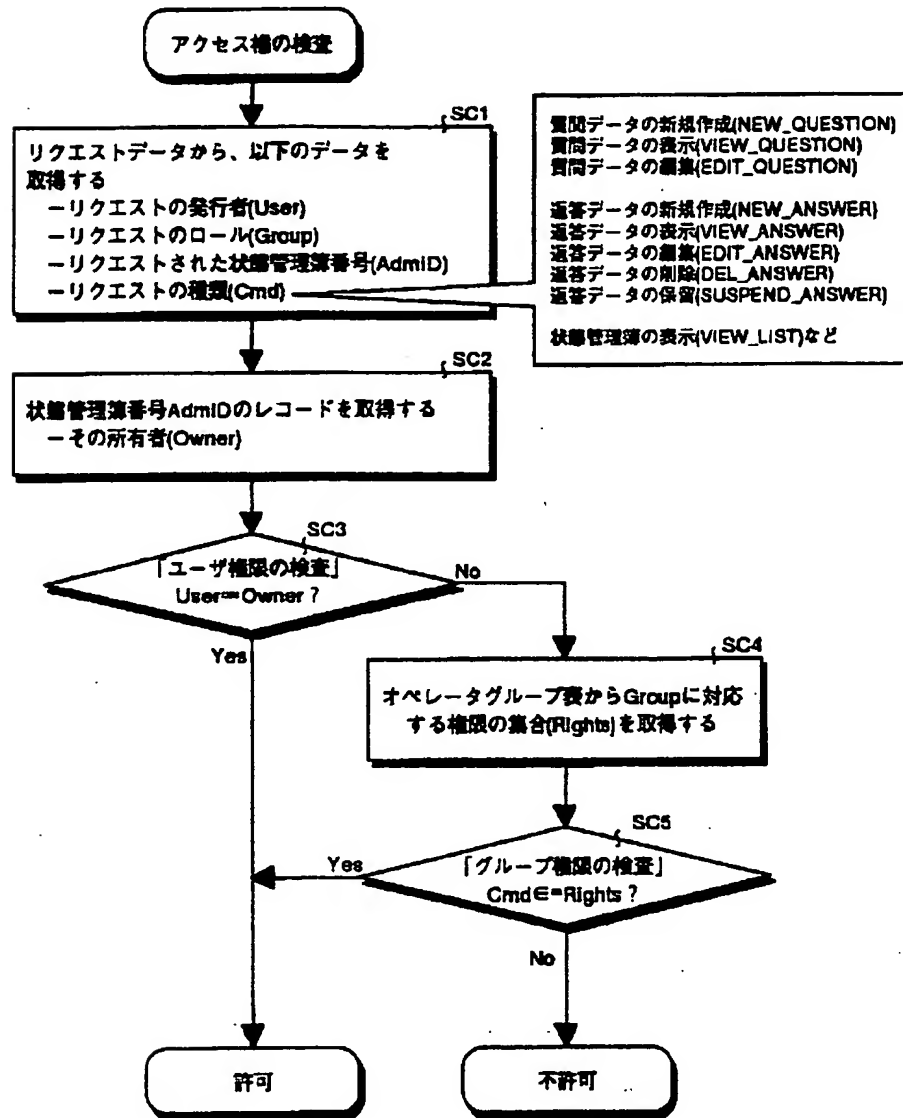 アクセス権の検査
SC1
リクエストデータから、以下のデータを
取得する
ーリクエストの発行者(User)
ーリクエストのロール(Group)
ーリクエストされた状態管理簿番号(AdmiD)
ーリクエストの種類(Cmd)
質問データの新規作成(NEW_QUESTION)
質問データの表示(VIEW_QUESTION)
質問データの編集(EDIT_QUESTION)
返答データの新規作成(NEW_ANSWER)
返答データの表示(VIEW_ANSWER)
返答データの編集(EDIT_ANSWER)
返答データの削除(DEL_ANSWER)
返答データの保留(SUSPEND_ANSWER)
状態管理簿の表示(VIEW_LIST)など
SC2
状態管理簿番号AdmiDのレコードを取得する
ーその所有者(Owner)
SC3
「ユーザ権限の検査」
User==Owner?
No
Yes
SC4
オペレータグループ表からGroupに対応
する権限の集合(Rights)を取得する
SC5
「グループ権限の検査」
Cmd∈=Rights?
Yes
No
許可
不許可